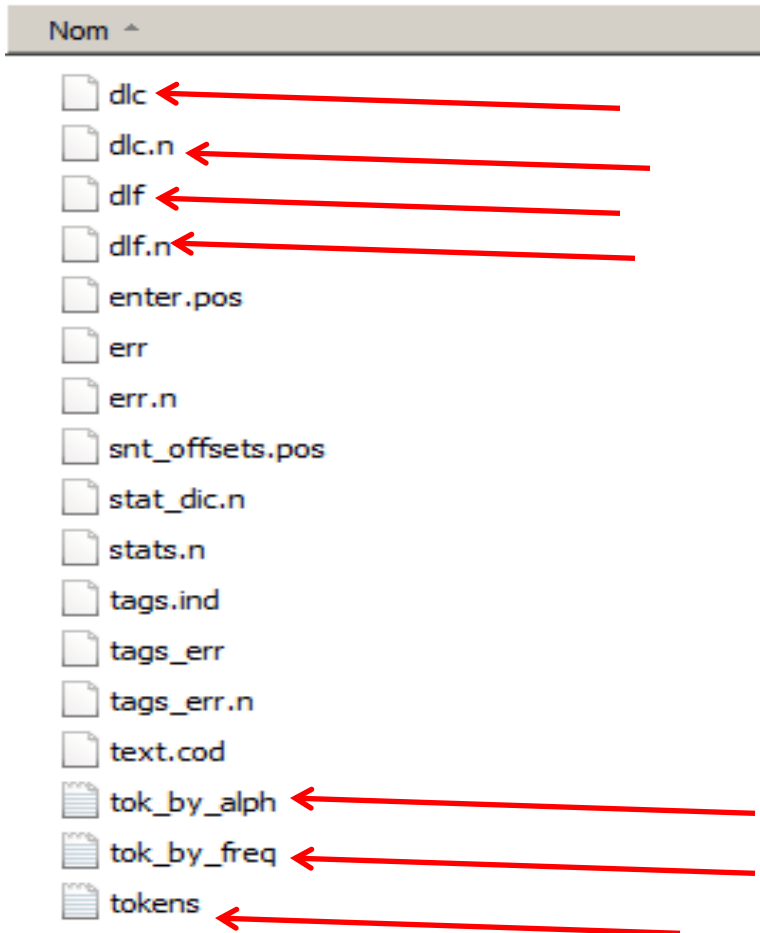 Nom
dlc
dlc.n
dlf
dlf.n
enter.pos
err
err.n
snt_offsets.pos
stat_dic.n
stats.n
tags.ind
tags_err
tags_err.n
text.cod
tok_by_alph
tok_by_freq
tokens